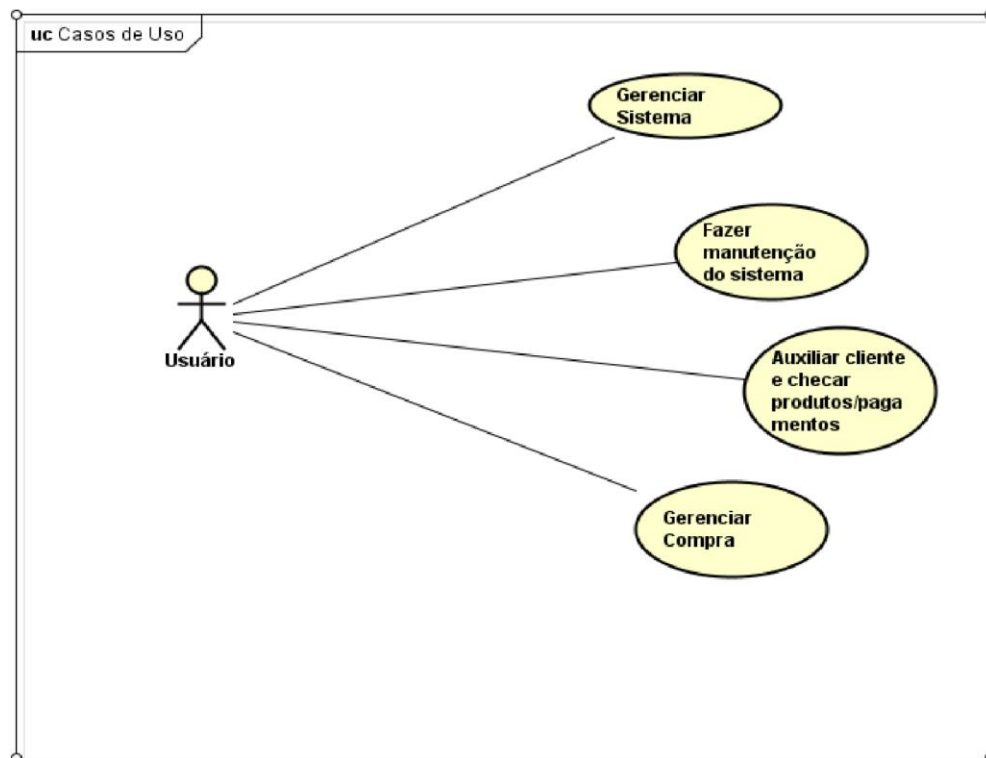 uc Casos de Uso
Gerenciar
Sistema
Fazer
manutenção
do sistema
Usuário
Auxiliar cliente
e checar
produtos/paga
mentos
Gerenciar
Compra